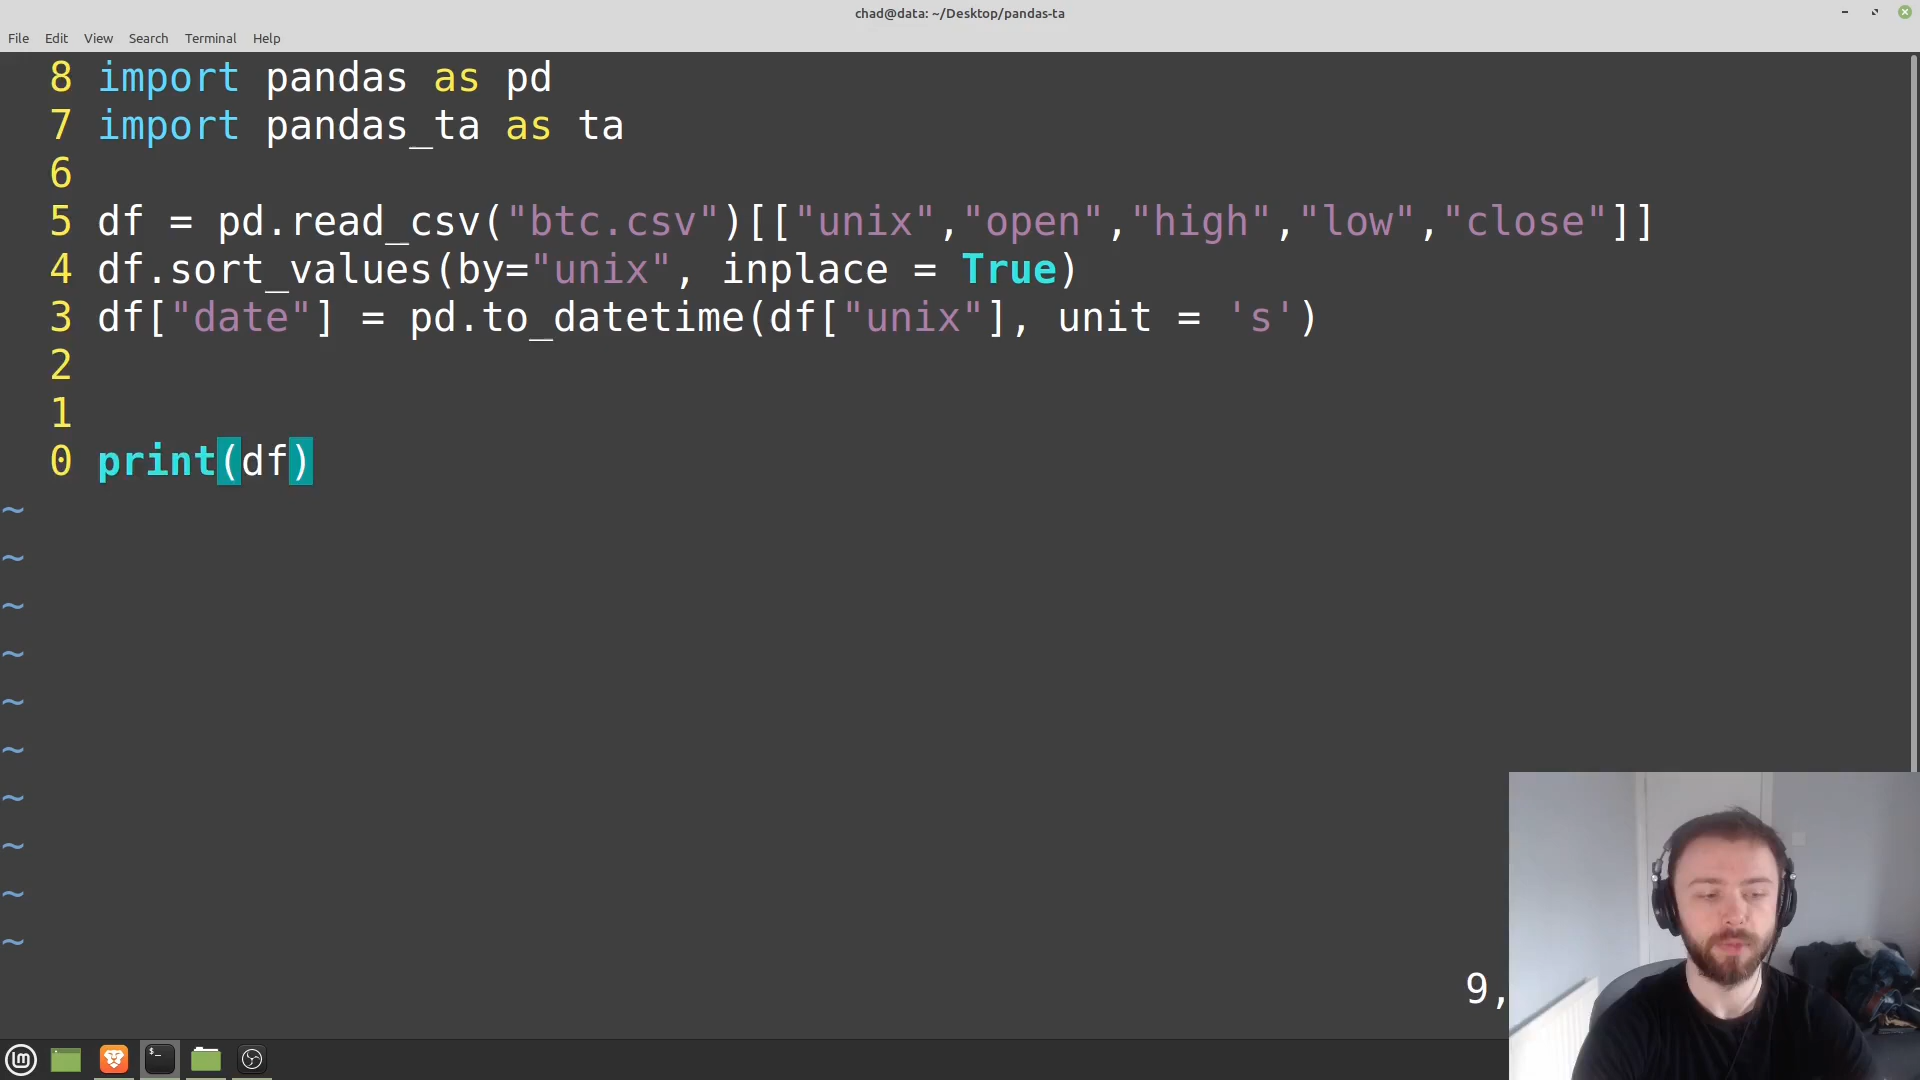 chad@data: ~/Desktop/pandas-ta
File Edit View Search Terminal Help
8 import pandas as pd
7 import pandas_ta as ta
6
5 df = pd.read_csv("btc.csv")[["unix","open","high","low","close"]]
4 df.sort_values(by="unix", inplace = True)
3 df["date"] = pd.to_datetime(df["unix"], unit = 's')
2
1
0 print(df)
~
~
~
~
~
~
~
~
~
~
9,
$_